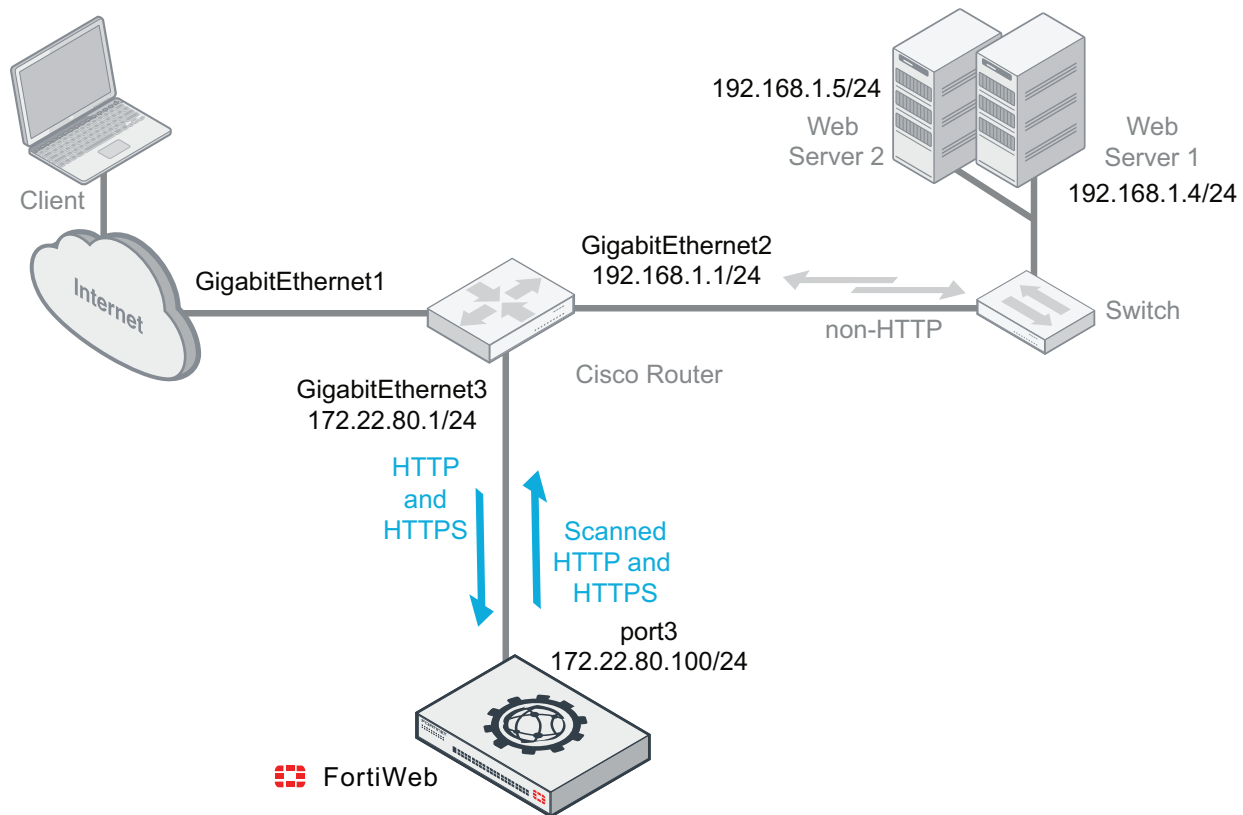 192.168.1.5/24
Web
Server 2
Web
Server 1
192.168.1.4/24
Client
Internet
GigabitEthernet1
GigabitEthernet2
192.168.1.1/24
non-HTTP
Switch
Cisco Router
GigabitEthernet3
172.22.80.1/24
HTTP
and
HTTPS
Scanned
HTTP and
HTTPS
port3
172.22.80.100/24
FortiWeb